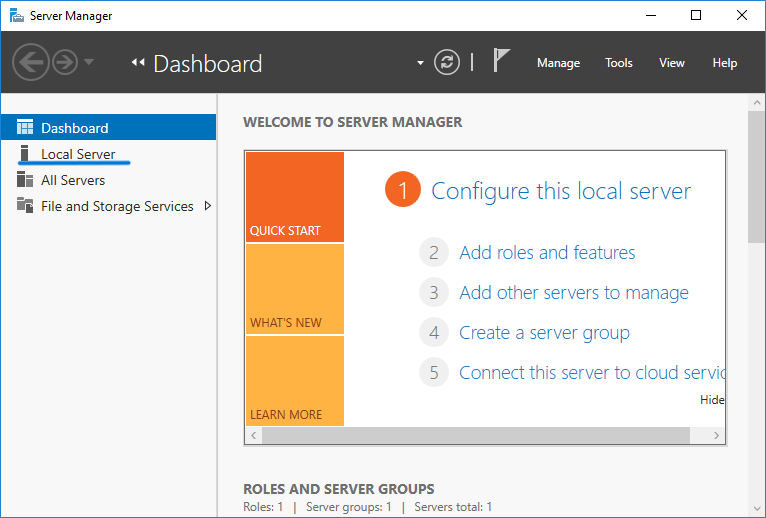 Server Manager
Dashboard
Manage Tools View Help
Dashboard
Local Server
All Servers
File and Storage Services
WELCOME TO SERVER MANAGER
QUICK START
WHAT'S NEW
LEARN MORE
1 Configure this local server
2 Add roles and features
3 Add other servers to manage
4 Create a server group
5 Connect this server to cloud servic
Hide
ROLES AND SERVER GROUPS
Roles: 1 | Server groups: 1 | Servers total: 1